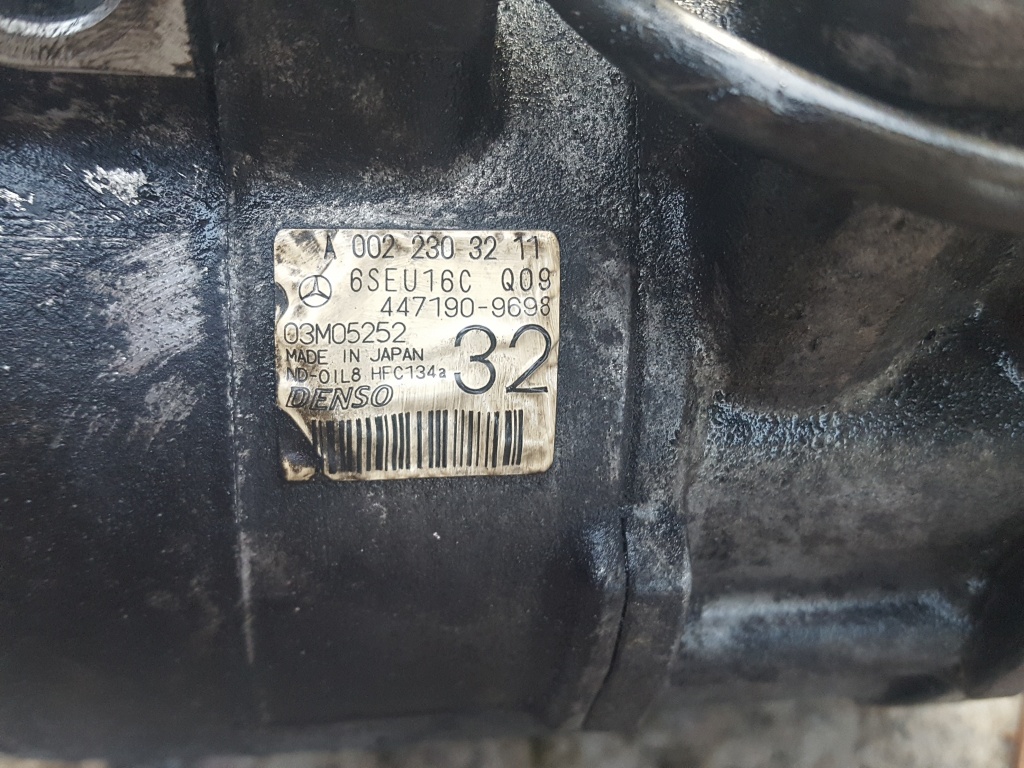 A 002 230 32 11
6SEU16C Q09
447190-9698
03M05252
32
MADE IN JAPAN
ND-OIL8 HFC134a
DENSO